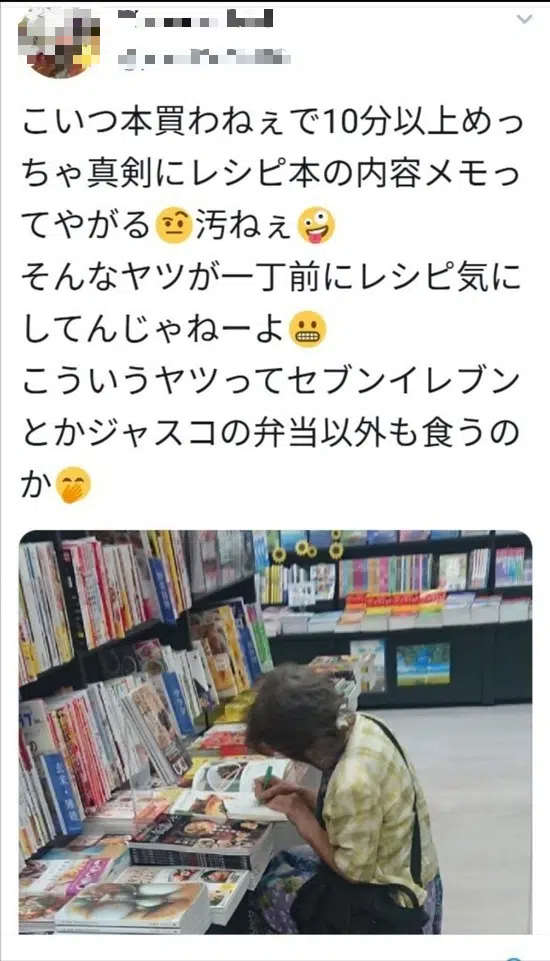 こいつ本買わねぇで10分以上めっ
ちゃ真剣にレシピ本の内容メモっ
てやがる🤨汚ねぇ🤪
そんなヤツが一丁前にレシピ気に
してんじゃねーよ😬
こういうヤツってセブンイレブン
とかジャスコの弁当以外も食うの
か🤭